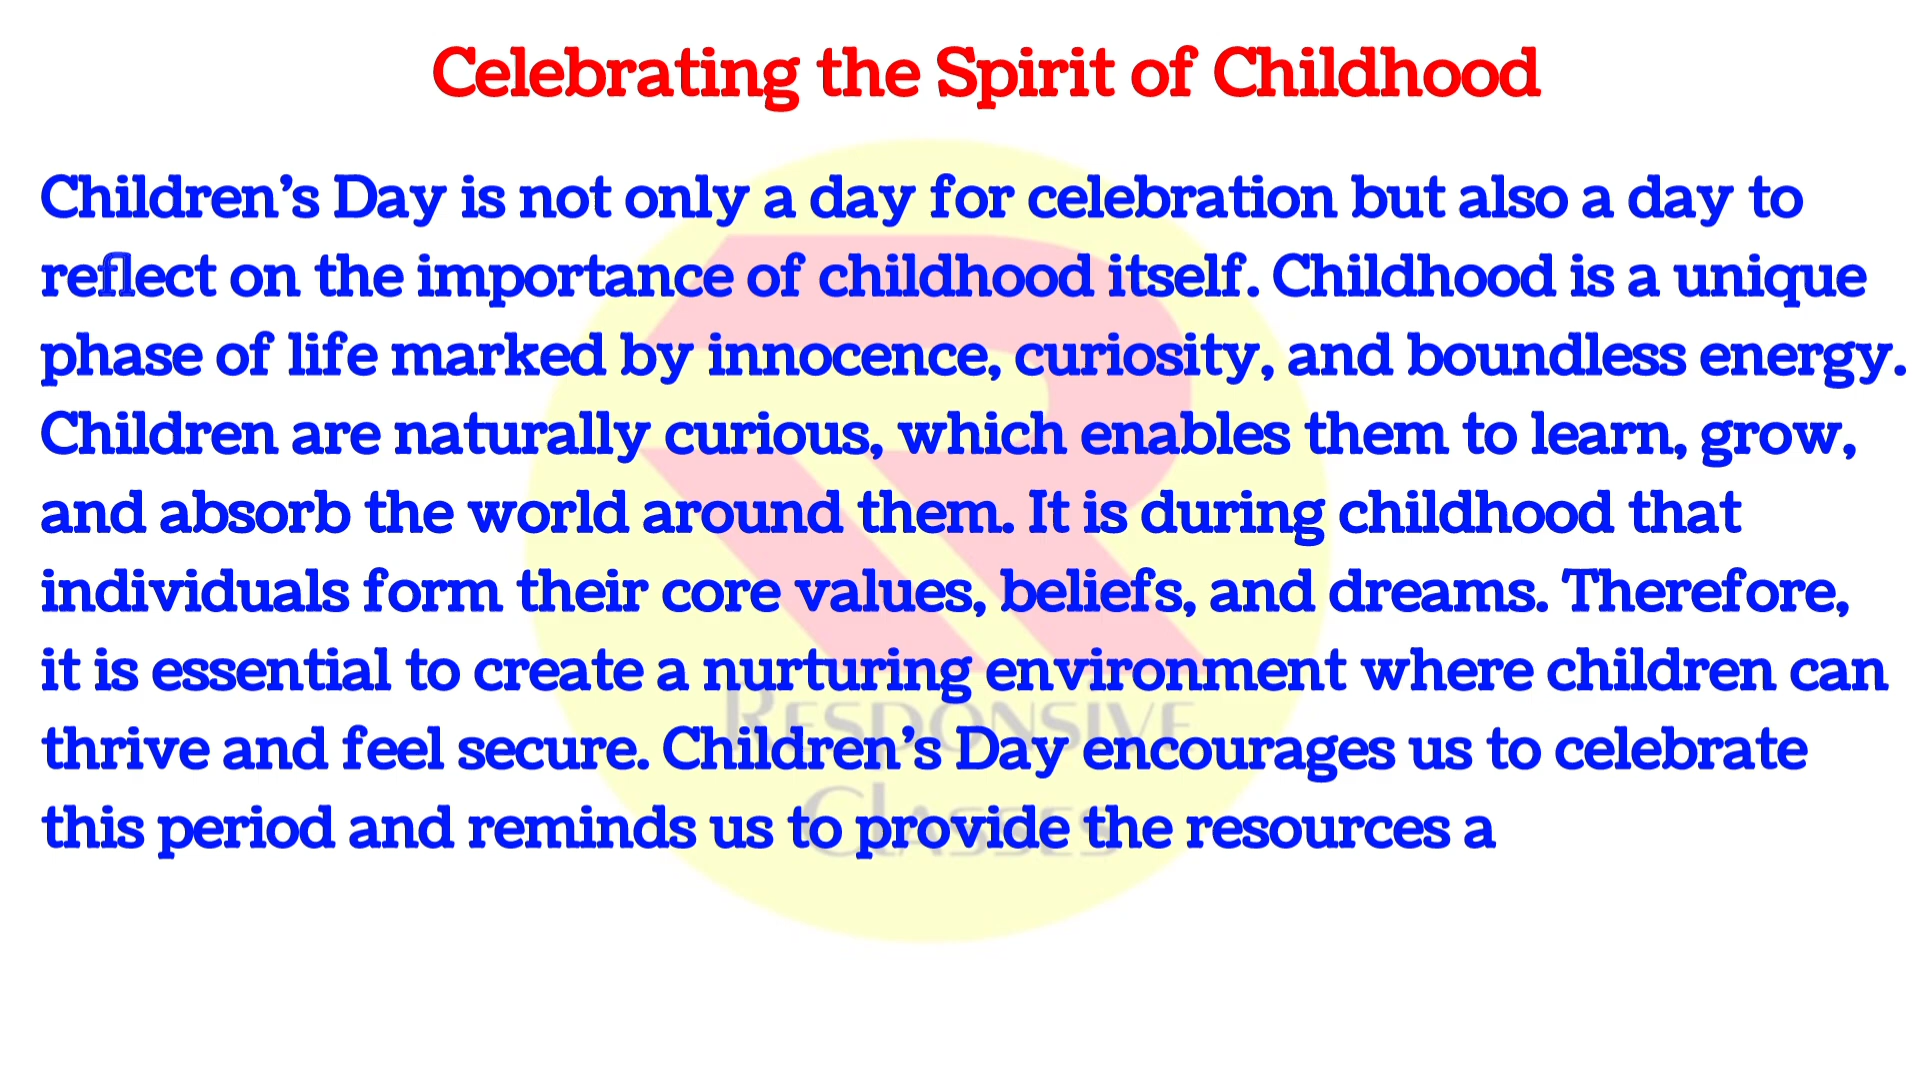 Celebrating the Spirit of Childhood
Children’s Day is not only a day for celebration but also a day to
reflect on the importance of childhood itself. Childhood is a unique
phase of life marked by innocence, curiosity, and boundless energy.
Children are naturally curious, which enables them to learn, grow,
and absorb the world around them. It is during childhood that
individuals form their core values, beliefs, and dreams. Therefore,
it is essential to create a nurturing environment where children can
thrive and feel secure. Children’s Day encourages us to celebrate
this period and reminds us to provide the resources a
Responsive
Classes